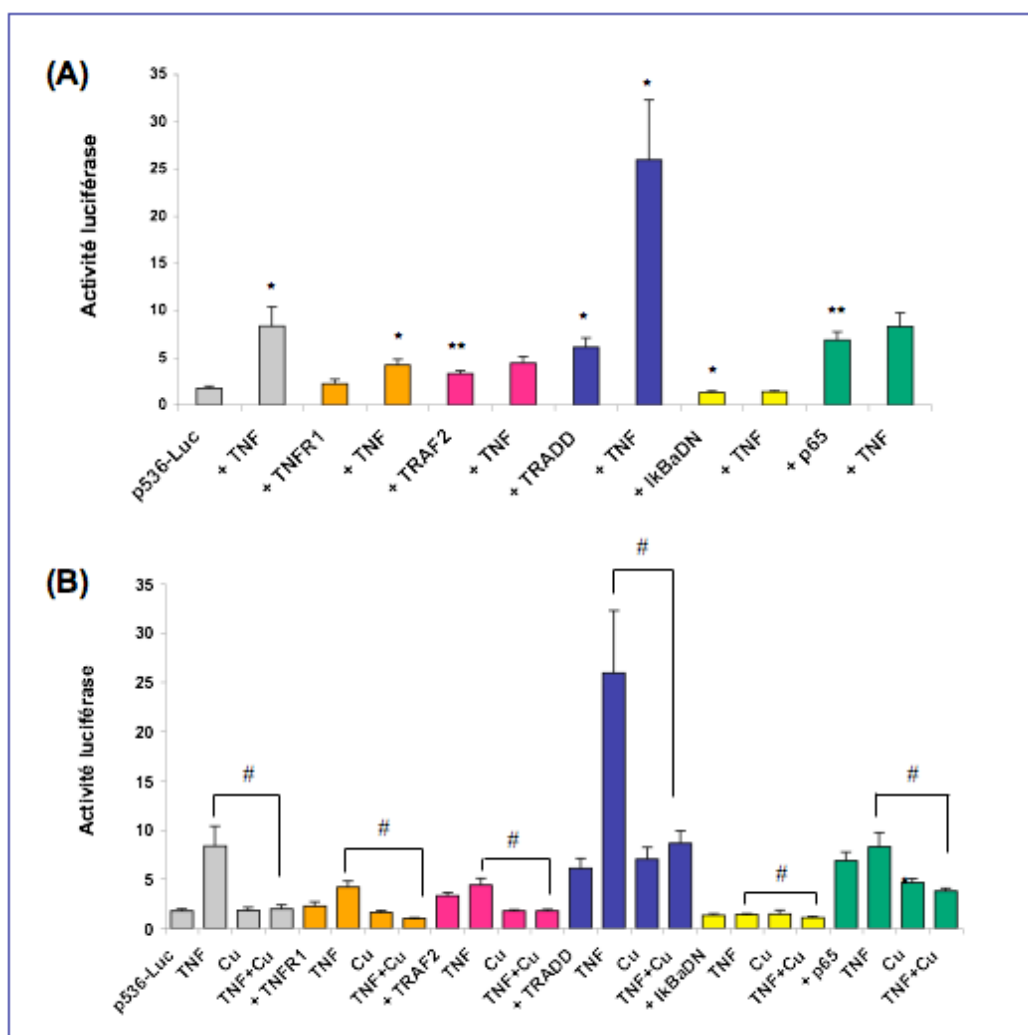 (A)
Activité luciférase
35
30
25
20
15
10
5
0
*
*
**
*
*
*
**
p536-Luc
+ TNF
+ TNFR1
+ TNF
+ TRAF2
+ TNF
+ TRADD
+ TNF
+ IkBaDN
+ TNF
+ p65
+ TNF
(B)
Activité luciférase
35
30
25
20
15
10
5
0
#
#
#
#
#
#
p536-Luc
TNF
Cu
TNF+Cu
+ TNFR1
TNF
Cu
TNF+Cu
+ TRAF2
TNF
Cu
TNF+Cu
+ TRADD
TNF
Cu
TNF+Cu
+ IkBaDN
TNF
Cu
TNF+Cu
+ p65
TNF
Cu
TNF+Cu